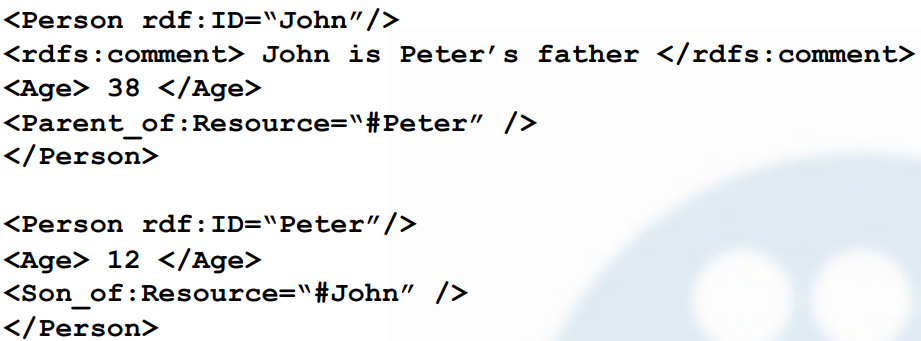 <Person rdf:ID=“John”/>
<rdfs:comment> John is Peter’s father </rdfs:comment>
<Age> 38 </Age>
<Parent_of:Resource=“#Peter” />
</Person>
<Person rdf:ID=“Peter”/>
<Age> 12 </Age>
<Son_of:Resource=“#John” />
</Person>